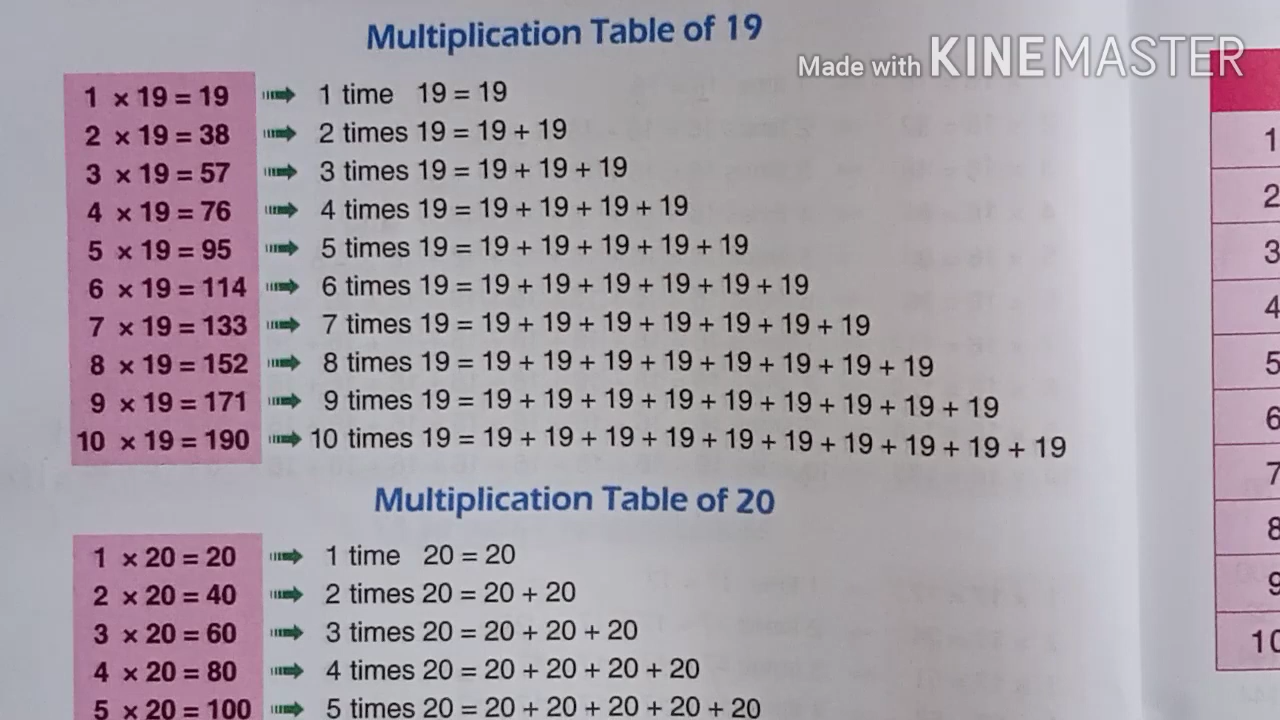 Multiplication Table of 19
Made with KINEMASTER
1 × 19 = 19 1 time 19 = 19
2 × 19 = 38 2 times 19 = 19 + 19
3 × 19 = 57 3 times 19 = 19 + 19 + 19
4 × 19 = 76 4 times 19 = 19 + 19 + 19 + 19
5 × 19 = 95 5 times 19 = 19 + 19 + 19 + 19 + 19
6 × 19 = 114 6 times 19 = 19 + 19 + 19 + 19 + 19 + 19
7 × 19 = 133 7 times 19 = 19 + 19 + 19 + 19 + 19 + 19 + 19
8 × 19 = 152 8 times 19 = 19 + 19 + 19 + 19 + 19 + 19 + 19 + 19
9 × 19 = 171 9 times 19 = 19 + 19 + 19 + 19 + 19 + 19 + 19 + 19 + 19
10 × 19 = 190 10 times 19 = 19 + 19 + 19 + 19 + 19 + 19 + 19 + 19 + 19 + 19
Multiplication Table of 20
1 × 20 = 20 1 time 20 = 20
2 × 20 = 40 2 times 20 = 20 + 20
3 × 20 = 60 3 times 20 = 20 + 20 + 20
4 × 20 = 80 4 times 20 = 20 + 20 + 20 + 20
5 × 20 = 100 5 times 20 = 20 + 20 + 20 + 20 + 20
1
2
3
4
5
6
7
8
9
10